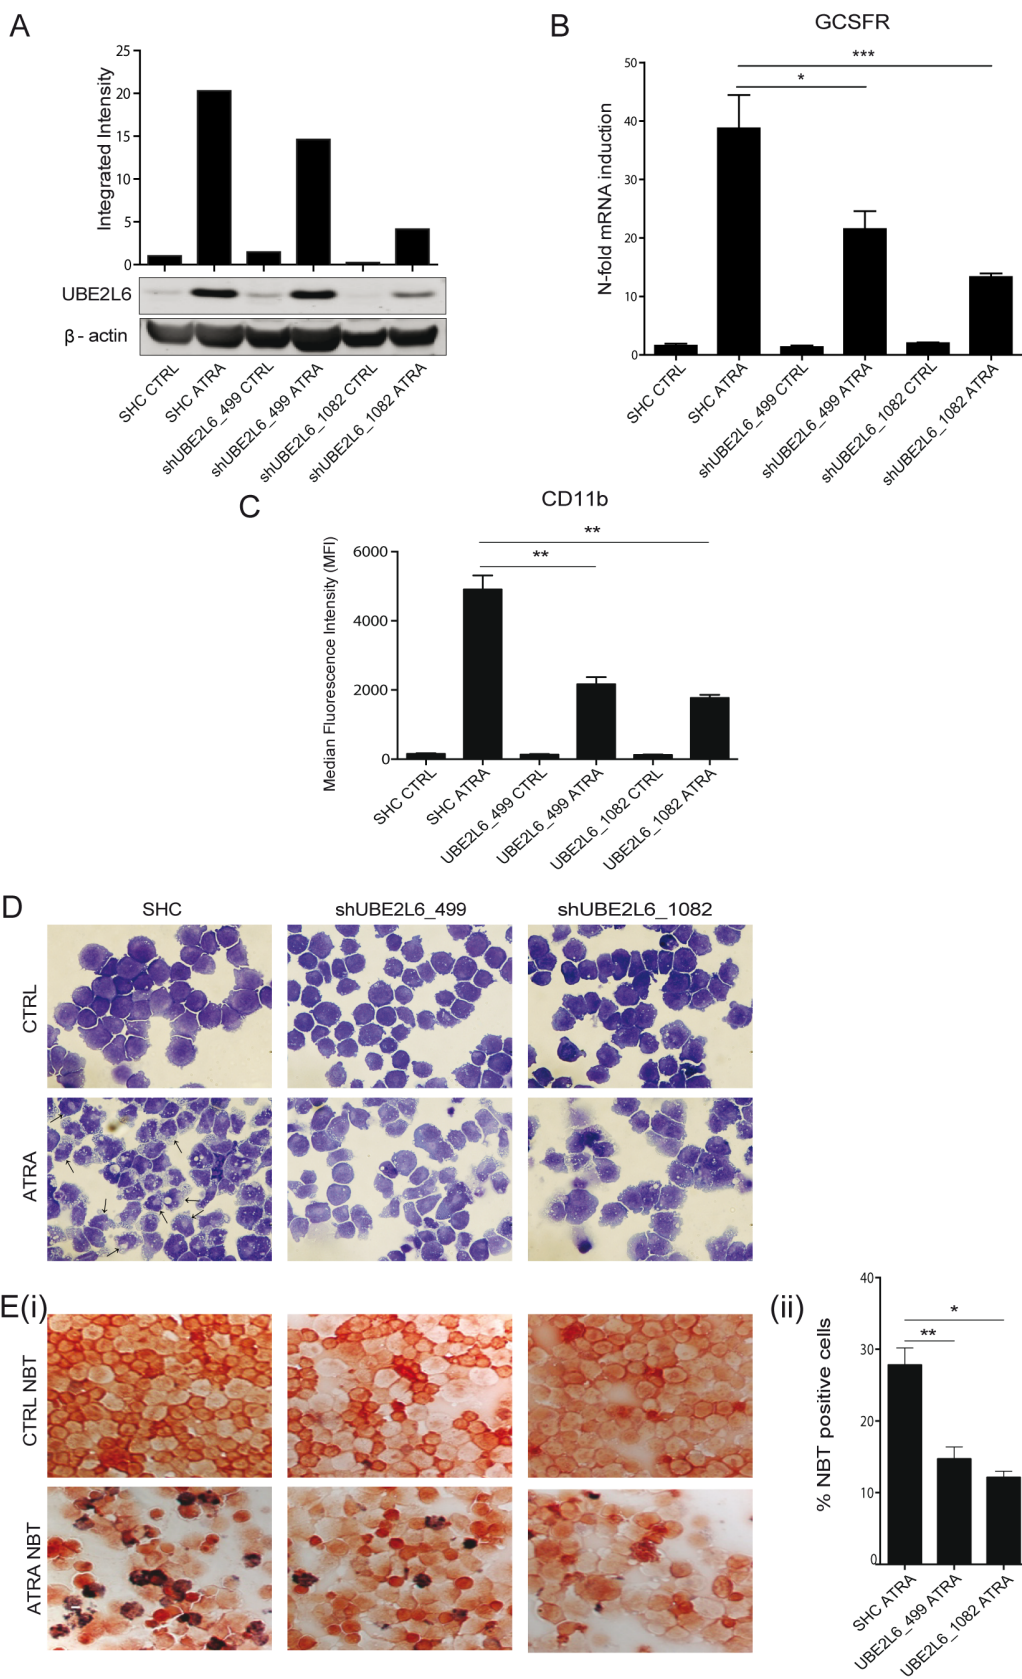 A
Integrated Intensity
25
20
15
10
5
0
UBE2L6
β - actin
SHC CTRL
SHC ATRA
shUBE2L6_499 CTRL
shUBE2L6_499 ATRA
shUBE2L6_1082 CTRL
shUBE2L6_1082 ATRA
B
GCSFR
***
*
N-fold mRNA induction
50
40
30
20
10
0
SHC CTRL
SHC ATRA
shUBE2L6_499 CTRL
shUBE2L6_499 ATRA
shUBE2L6_1082 CTRL
shUBE2L6_1082 ATRA
C
CD11b
**
**
Median Fluorescence Intensity (MFI)
6000
4000
2000
0
SHC CTRL
SHC ATRA
UBE2L6_499 CTRL
UBE2L6_499 ATRA
UBE2L6_1082 CTRL
UBE2L6_1082 ATRA
D
SHC
shUBE2L6_499
shUBE2L6_1082
CTRL
ATRA
E(i)
CTRL NBT
ATRA NBT
(ii)
*
**
% NBT positive cells
40
30
20
10
0
SHC ATRA
UBE2L6_499 ATRA
UBE2L6_1082 ATRA